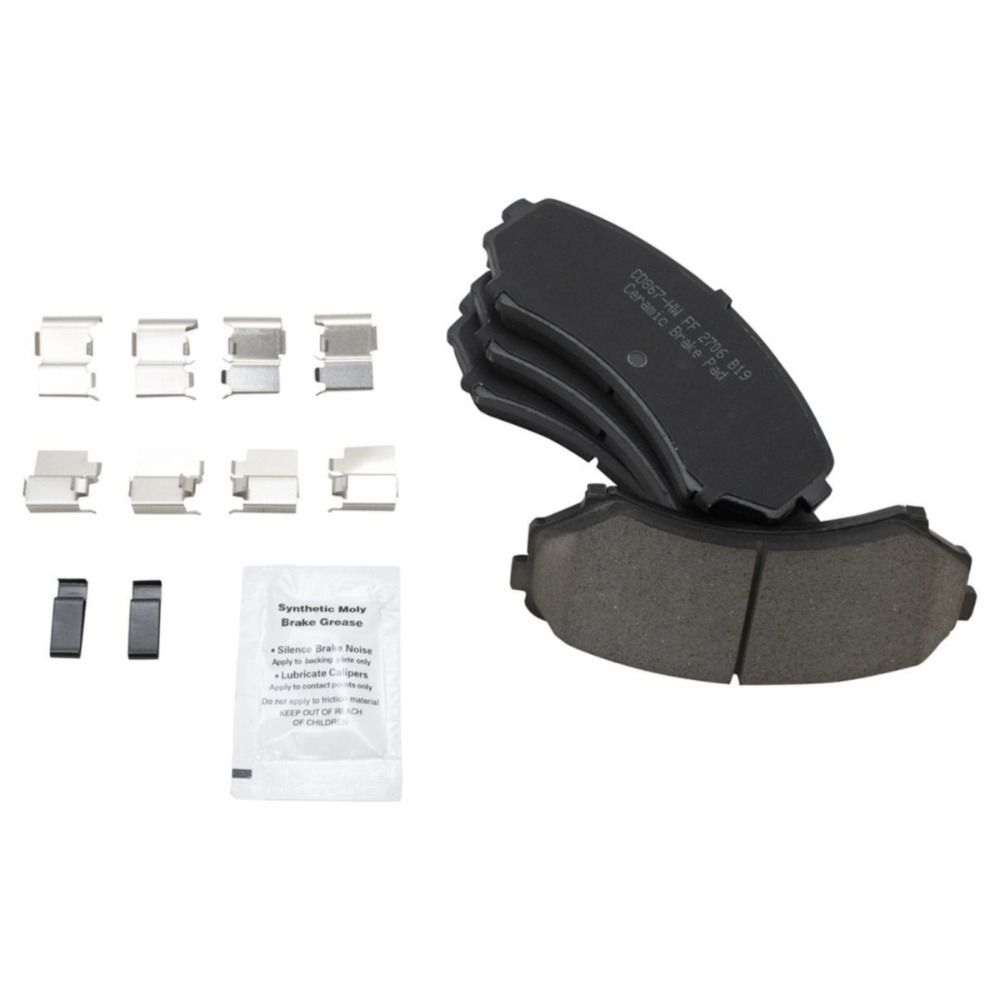 CD867-HW FF 2706 B19
Ceramic Brake Pad
Synthetic Moly
Brake Grease
• Silence Brake Noise
Apply to backing plate only
• Lubricate Calipers
Apply to contact points only
Do not apply to friction material
KEEP OUT OF REACH
OF CHILDREN